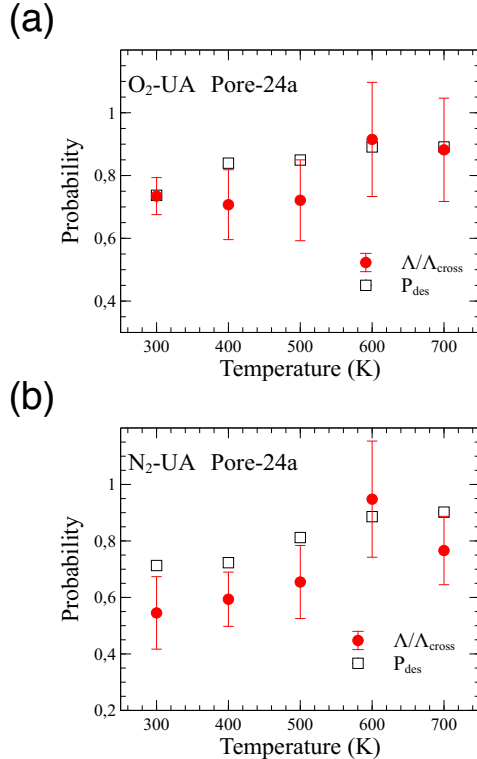 (a)
O₂-UA Pore-24a
1
0,8
0,6
0,4
Probability
Λ/Λcross
Pdes
300 400 500 600 700
Temperature (K)
(b)
N₂-UA Pore-24a
1
0,8
0,6
0,4
0,2
Probability
Λ/Λcross
Pdes
300 400 500 600 700
Temperature (K)